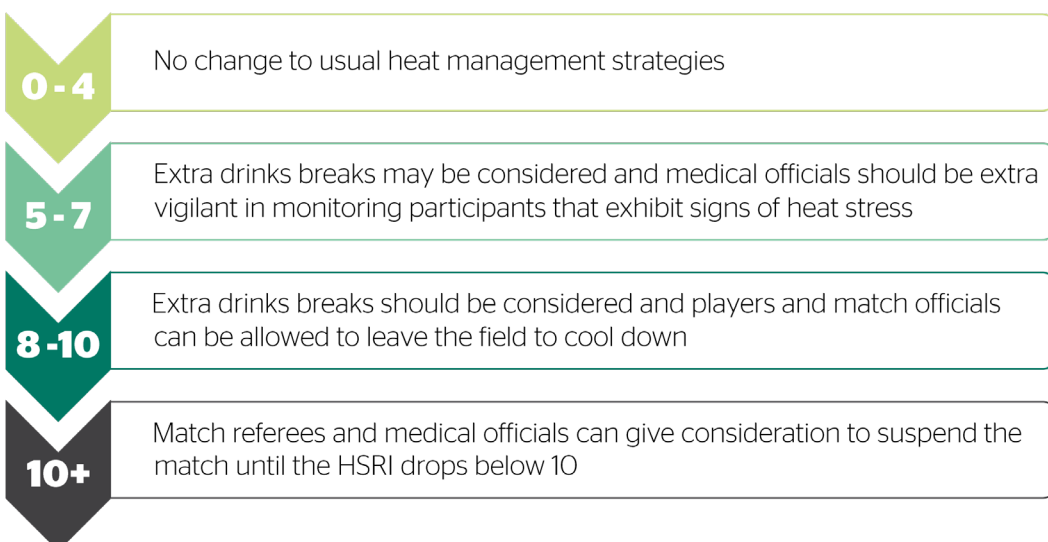 0 - 4
No change to usual heat management strategies
5 - 7
Extra drinks breaks may be considered and medical officials should be extra
vigilant in monitoring participants that exhibit signs of heat stress
8 -10
Extra drinks breaks should be considered and players and match officials
can be allowed to leave the field to cool down
10+
Match referees and medical officials can give consideration to suspend the
match until the HSRI drops below 10